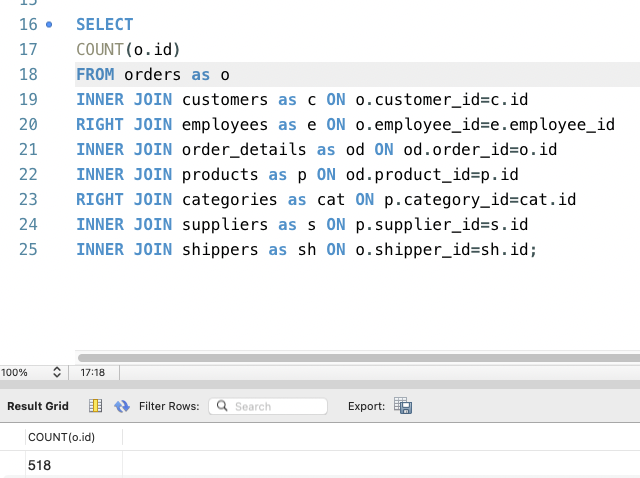 16 SELECT
17 COUNT(o.id)
18 FROM orders as o
19 INNER JOIN customers as c ON o.customer_id=c.id
20 RIGHT JOIN employees as e ON o.employee_id=e.employee_id
21 INNER JOIN order_details as od ON od.order_id=o.id
22 INNER JOIN products as p ON od.product_id=p.id
23 RIGHT JOIN categories as cat ON p.category_id=cat.id
24 INNER JOIN suppliers as s ON p.supplier_id=s.id
25 INNER JOIN shippers as sh ON o.shipper_id=sh.id;
100% 17:18
Result Grid Filter Rows: Search Export:
COUNT(o.id)
518